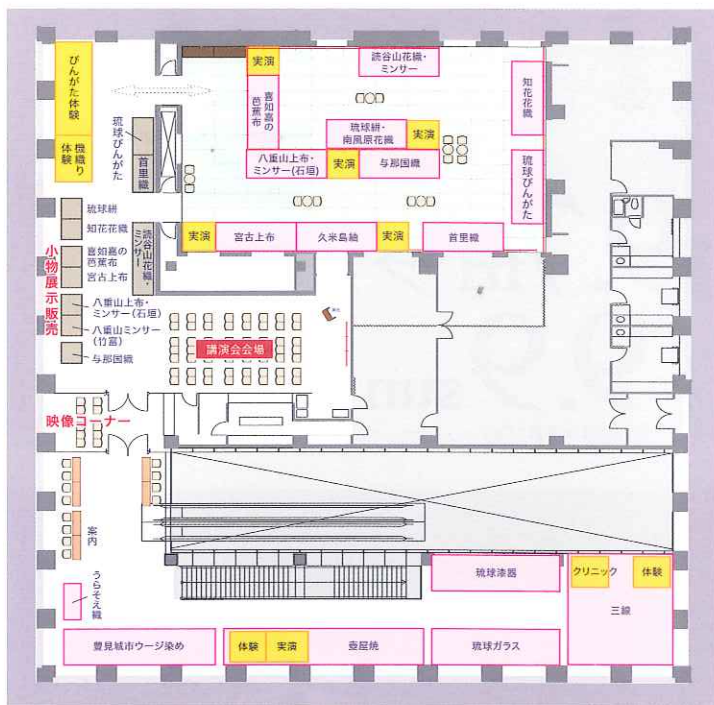 びんがた体験
機織り
体験
琉球びんがた
首里織
実演
読谷山花織・
ミンサー
喜如嘉の
芭蕉布
琉球絣・
南風原花織
実演
八重山上布・
ミンサー(石垣)
実演
与那国織
知花花織
琉球びんがた
実演
宮古上布
久米島紬
実演
首里織
読谷山花織・
ミンサー
小物展示販売
琉球絣
知花花織
喜如嘉の
芭蕉布
宮古上布
八重山上布・
ミンサー(石垣)
八重山ミンサー
(竹富)
与那国織
講演会会場
映像コーナー
案内
うらそえ織
豊見城市ウージ染め
体験
実演
壺屋焼
琉球漆器
琉球ガラス
クリニック
体験
三線